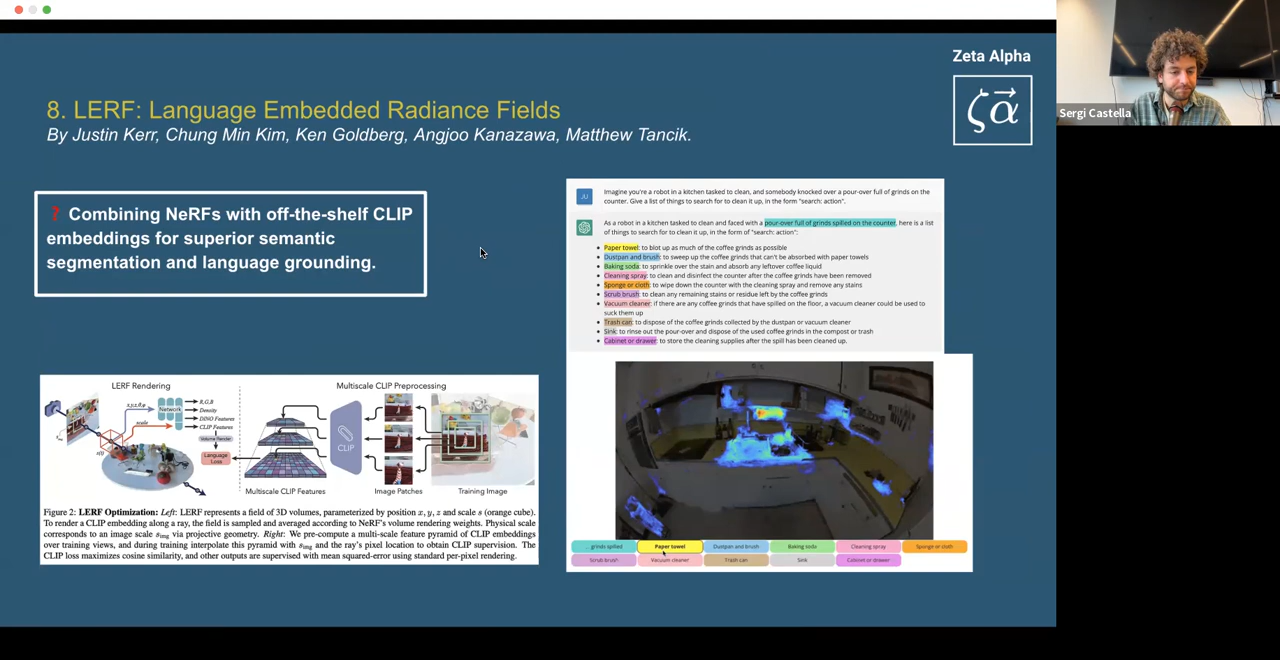 Zeta Alpha
8. LERF: Language Embedded Radiance Fields
By Justin Kerr, Chung Min Kim, Ken Goldberg, Angjoo Kanazawa, Matthew Tancik.
ζα
Sergi Castella
? Combining NeRFs with off-the-shelf CLIP
embeddings for superior semantic
segmentation and language grounding.
JU
Imagine you're a robot in a kitchen tasked to clean, and somebody knocked over a pour-over full of grinds on the
counter. Give a list of things to search for to clean it up, in the form "search: action".
As a robot in a kitchen tasked to clean and faced with a pour-over full of grinds spilled on the counter, here is a list
of things to search for to clean it up, in the form of "search: action":
• Paper towel: to blot up as much of the coffee grinds as possible
• Dustpan and brush: to sweep up the coffee grinds that can't be absorbed with paper towels
• Baking soda: to sprinkle over the stain and absorb any leftover coffee liquid
• Cleaning spray: to clean and disinfect the counter after the coffee grinds have been removed
• Sponge or cloth: to wipe down the counter with the cleaning spray and remove any stains
• Scrub brush: to clean any remaining stains or residue left by the coffee grinds
• Vacuum cleaner: if there are any coffee grinds that have spilled on the floor, a vacuum cleaner could be used to
suck them up
• Trash can: to dispose of the coffee grinds collected by the dustpan or vacuum cleaner
• Sink: to rinse out the pour-over and dispose of the used coffee grinds in the compost or trash
• Cabinet or drawer: to store the cleaning supplies after the spill has been cleaned up.
... grinds spilled Paper towel Dustpan and brush Baking soda Cleaning spray Sponge or cloth
Scrub brush Vacuum cleaner Trash can Sink Cabinet or drawer
LERF Rendering
Multiscale CLIP Preprocessing
x,y,z,θ,φ
Network
R,G,B
Density
DINO Features
CLIP Features
scale
Volume Render
Language
Loss
CLIP
Multiscale CLIP Features
Image Patches
Training Image
Figure 2: LERF Optimization: Left: LERF represents a field of 3D volumes, parameterized by position x, y, z and scale s (orange cube).
To render a CLIP embedding along a ray, the field is sampled and averaged according to NeRF's volume rendering weights. Physical scale
corresponds to an image scale simg via projective geometry. Right: We pre-compute a multi-scale feature pyramid of CLIP embeddings
over training views, and during training interpolate this pyramid with simg and the ray's pixel location to obtain CLIP supervision. The
CLIP loss maximizes cosine similarity, and other outputs are supervised with mean squared-error using standard per-pixel rendering.